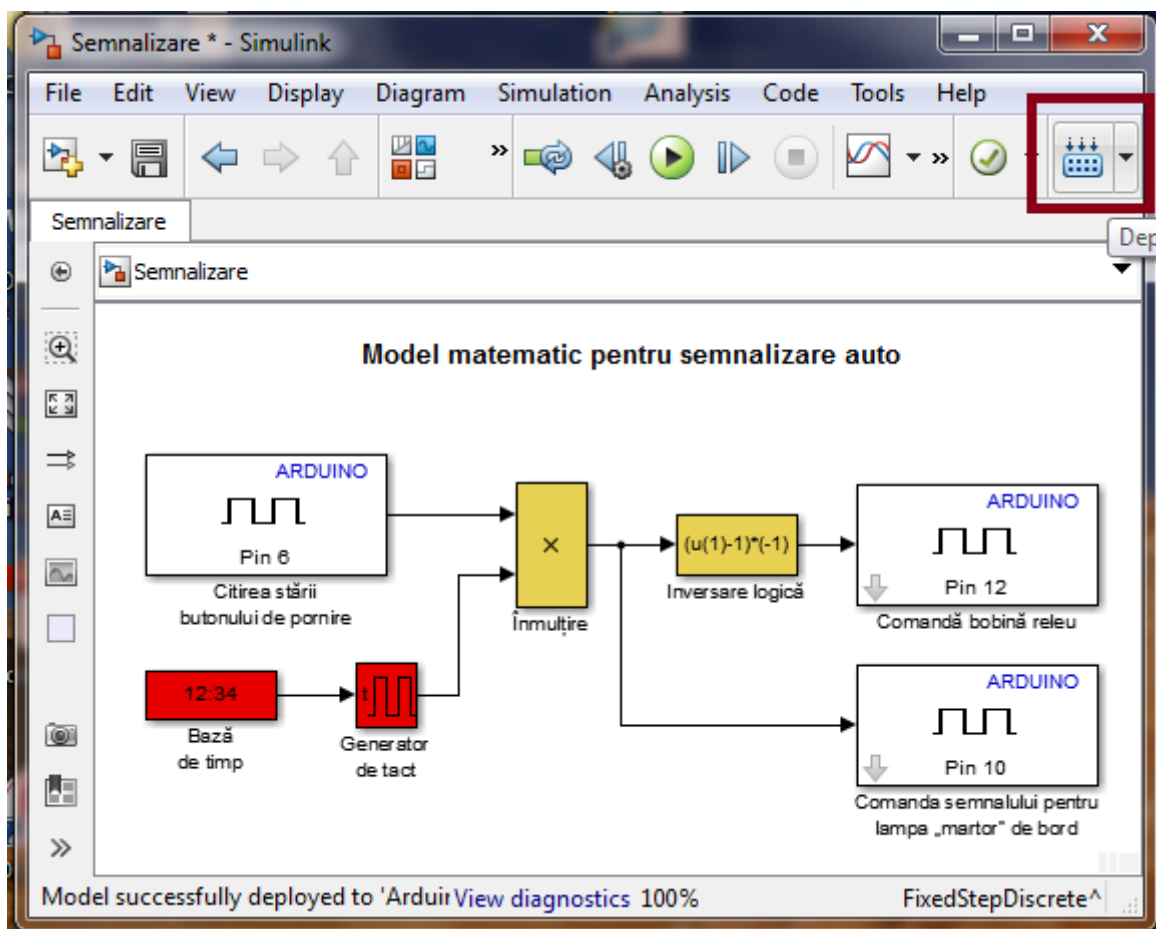 Semnalizare * - Simulink
File Edit View Display Diagram Simulation Analysis Code Tools Help
»
»
Semnalizare
Dep
Semnalizare
Model matematic pentru semnalizare auto
ARDUINO
Pin 6
Citirea stării
butonului de pornire
12:34
Bază
de timp
t
Generator
de tact
×
Înmulțire
(u(1)-1)*(-1)
Inversare logică
ARDUINO
Pin 12
Comandă bobină releu
ARDUINO
Pin 10
Comanda semnalului pentru
lampa „martor” de bord
Model successfully deployed to 'Arduin View diagnostics 100% FixedStepDiscrete^